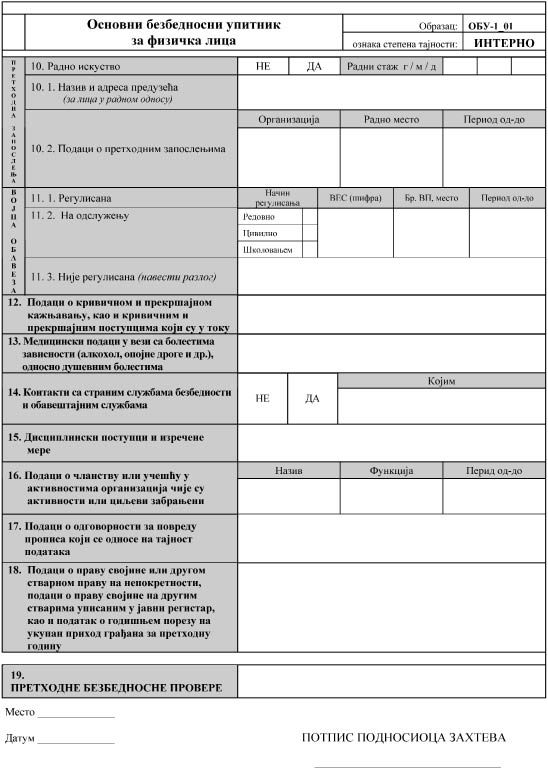 Основни безбедносни упитник
за физичка лица
Образац: ОБУ-1_01
ознака степена тајности: ИНТЕРНО
ПРЕТХОДНА ЗАПОСЛЕЊА
10. Радно искуство НЕ ДА Радни стаж г / м / д
10. 1. Назив и адреса предузећа
(за лица у радном односу)
Организација Радно место Период од-до
10. 2. Подаци о претходним запослењима
ВОЈНА ОБАВЕЗА
11. 1. Регулисана Начин
регулисања ВЕС (шифра) Бр. ВП, место Период од-до
11. 2. На одслужењу Редовно
Цивилно
Школовањем
11. 3. Није регулисана (навести разлог)
12. Подаци о кривичном и прекршајном
кажњавању, као и кривичним и
прекршајним поступцима који су у току
13. Медицински подаци у вези са болестима
зависности (алкохол, опојне дроге и др.),
односно душевним болестима
14. Контакти са страним службама безбедности
и обавештајним службама
НЕ ДА Којим
15. Дисциплински поступци и изречене
мере
16. Подаци о чланству или учешћу у
активностима организација чије су
активности или циљеви забрањени
Назив Функција Перид од-до
17. Подаци о одговорности за повреду
прописа који се односе на тајност
података
18. Подаци о праву својине или другом
стварном праву на непокретности,
подаци о праву својине на другим
стварима уписаним у јавни регистар,
као и податак о годишњем порезу на
укупан приход грађана за претходну
годину
19.
ПРЕТХОДНЕ БЕЗБЕДНОСНЕ ПРОВЕРЕ
Место ______________
Датум ______________
ПОТПИС ПОДНОСИОЦА ЗАХТЕВА